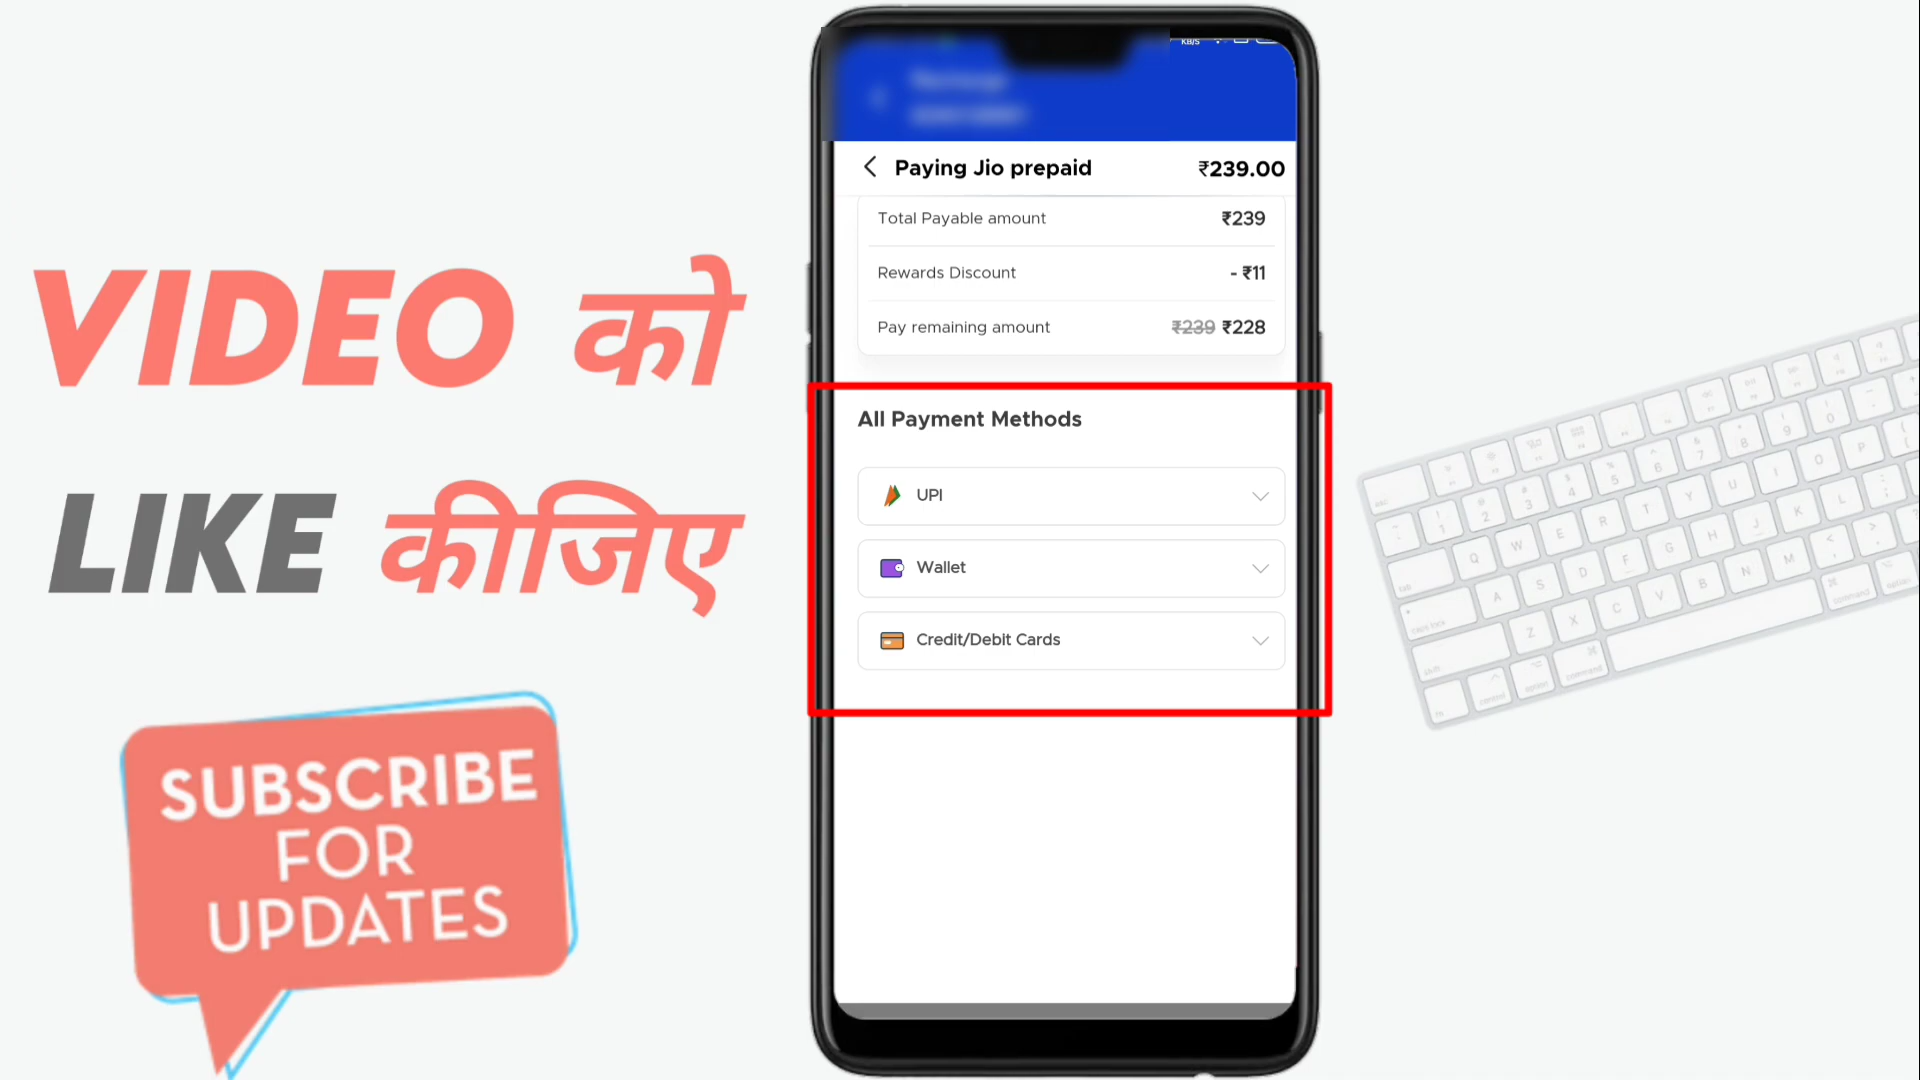 VIDEO को
LIKE कीजिए
SUBSCRIBE
FOR
UPDATES
KB/S
Paying Jio prepaid ₹239.00
Total Payable amount ₹239
Rewards Discount - ₹11
Pay remaining amount ₹239 ₹228
All Payment Methods
UPI
Wallet
Credit/Debit Cards